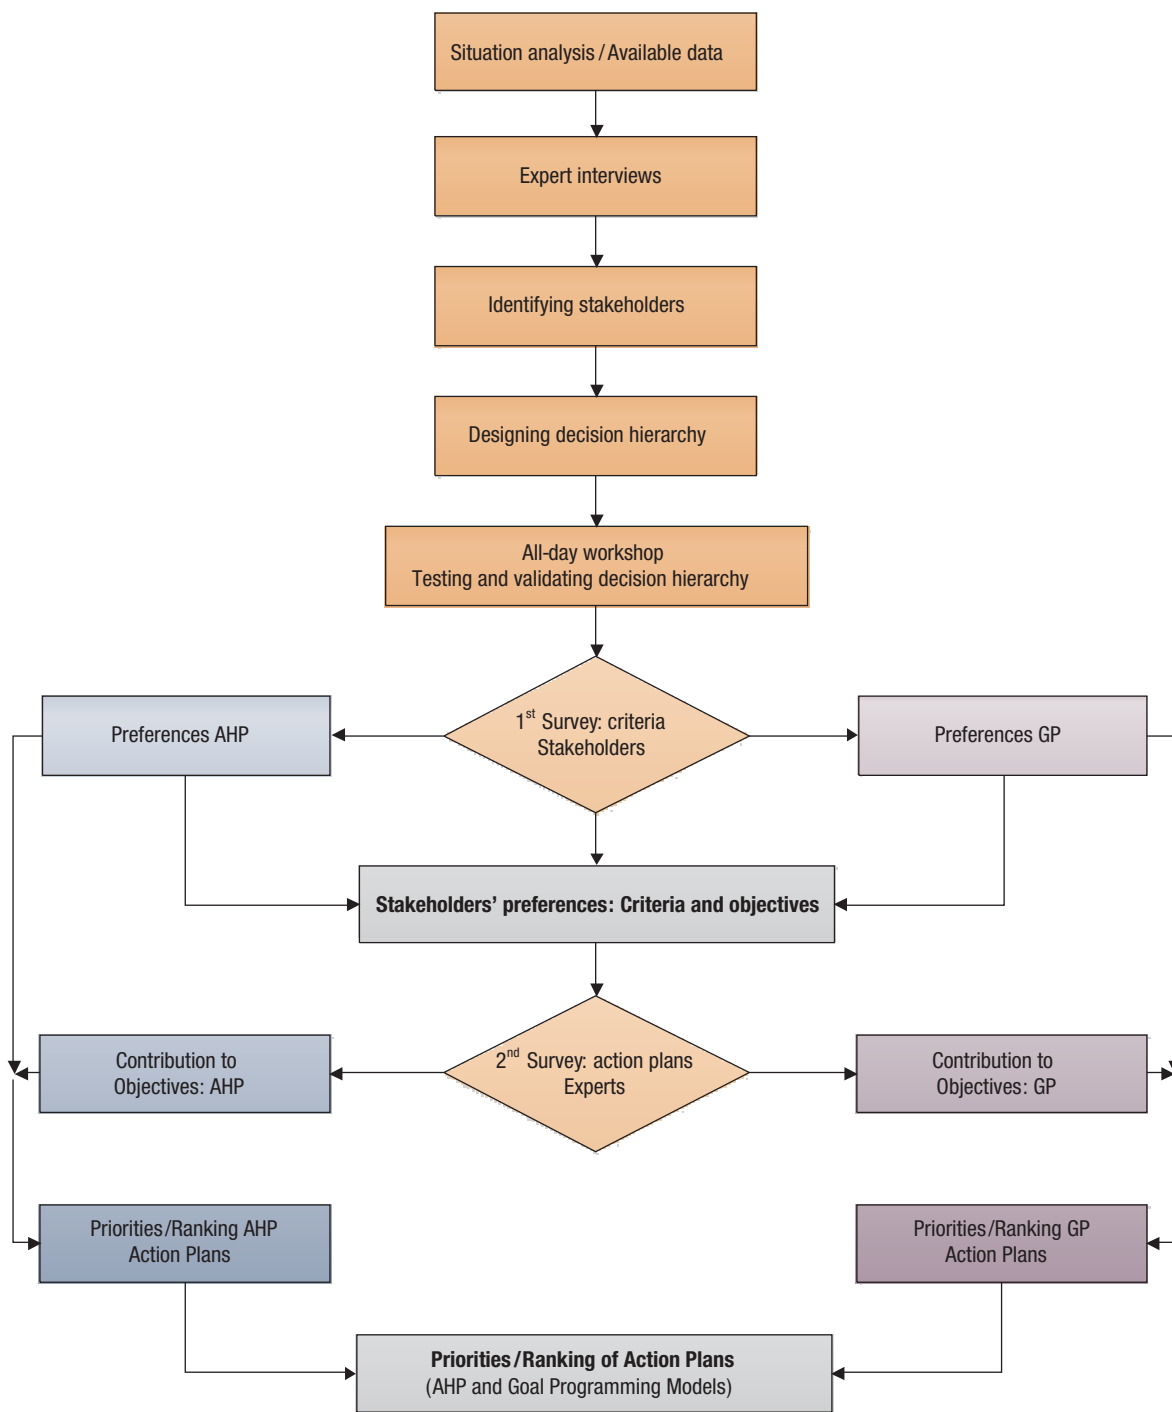 Situation analysis / Available data
Expert interviews
Identifying stakeholders
Designing decision hierarchy
All-day workshop
Testing and validating decision hierarchy
Preferences AHP
1st Survey: criteria
Stakeholders
Preferences GP
Stakeholders’ preferences: Criteria and objectives
Contribution to
Objectives: AHP
2nd Survey: action plans
Experts
Contribution to
Objectives: GP
Priorities/Ranking AHP
Action Plans
Priorities/Ranking GP
Action Plans
Priorities/Ranking of Action Plans
(AHP and Goal Programming Models)